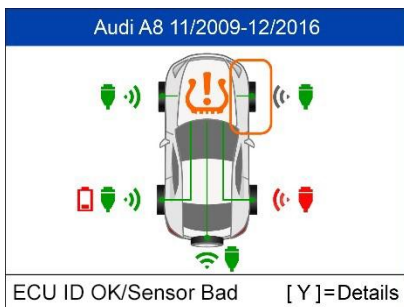 Audi A8 11/2009-12/2016
ECU ID OK/Sensor Bad [ Y ]=Details